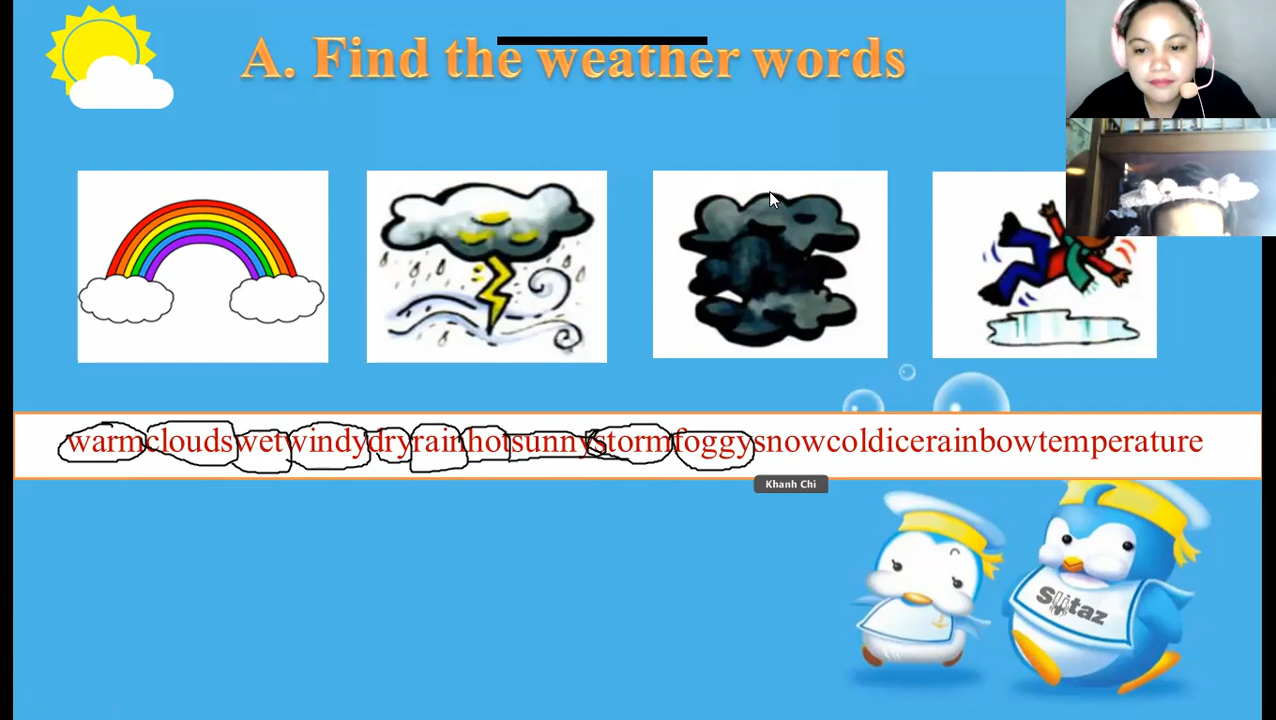 A. Find the weather words
warmcloudswetwindydryrainhotsunnystormfoggysnowcoldicerainbowtemperature
Khanh Chi